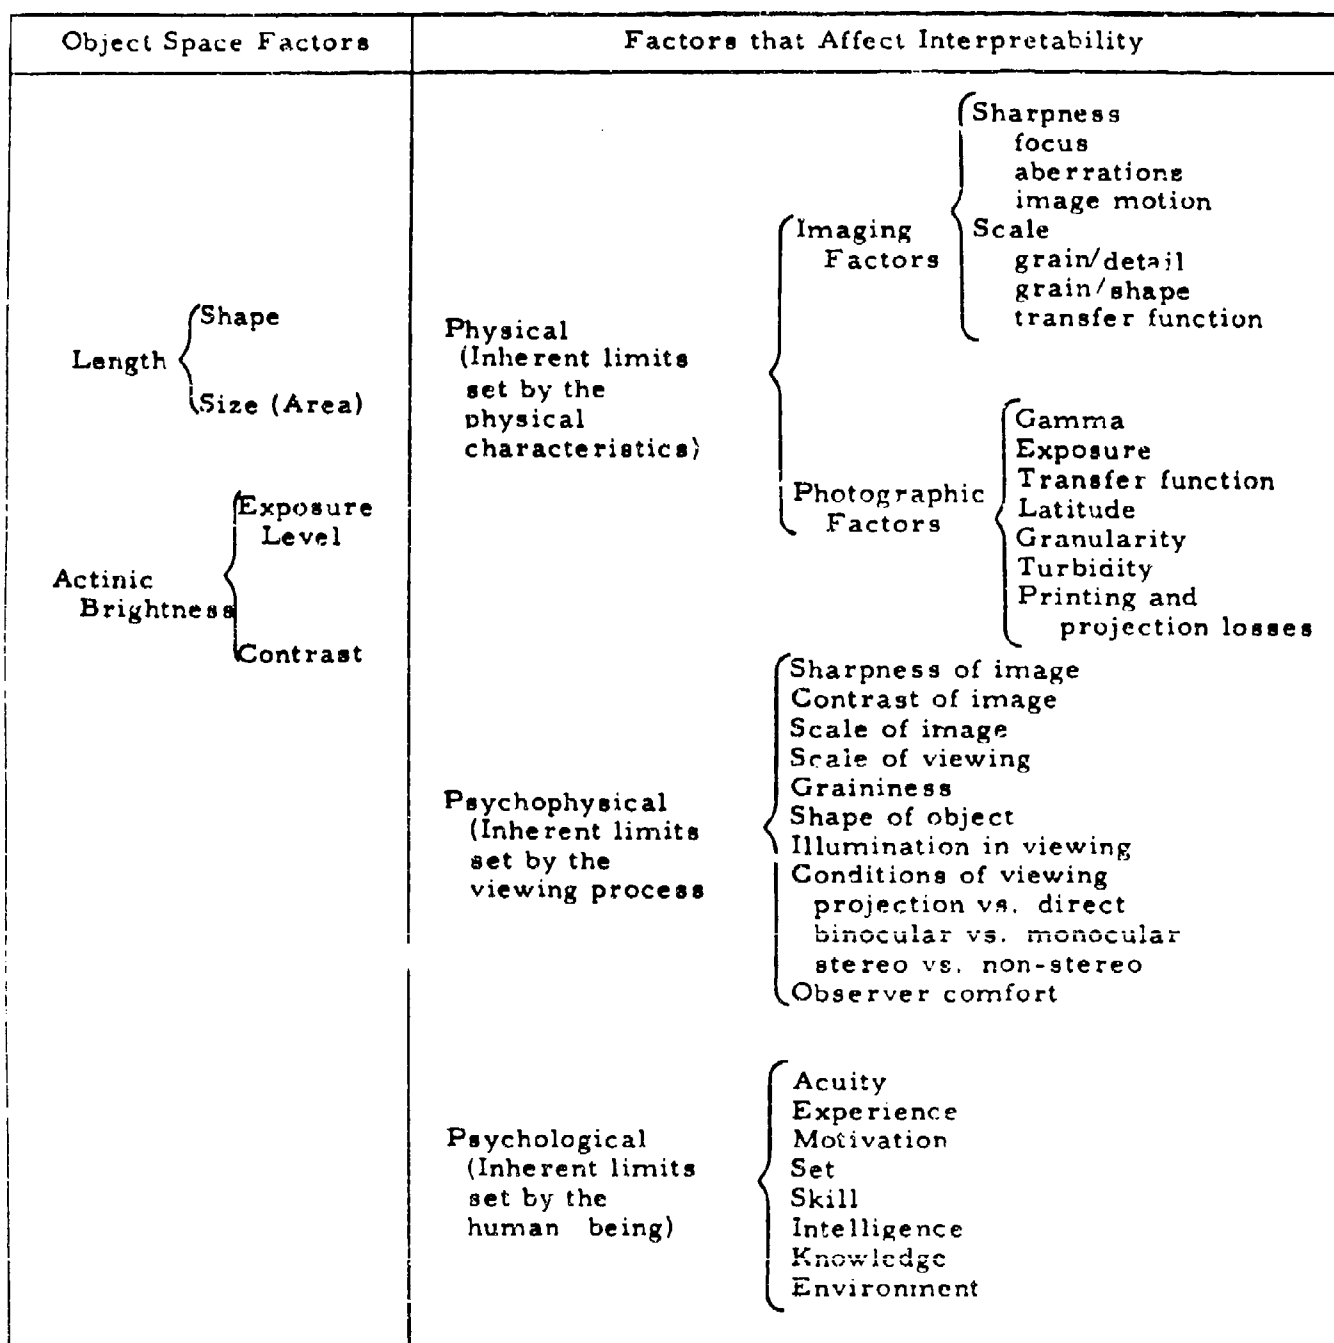 Object Space Factors
Factors that Affect Interpretability
Length
Shape
Size (Area)
Actinic
Brightness
Exposure
Level
Contrast
Physical
(Inherent limits
set by the
physical
characteristics)
Imaging
Factors
Sharpness
focus
aberrations
image motion
Scale
grain/detail
grain/shape
transfer function
Photographic
Factors
Gamma
Exposure
Transfer function
Latitude
Granularity
Turbidity
Printing and
projection losses
Psychophysical
(Inherent limits
set by the
viewing process
Sharpness of image
Contrast of image
Scale of image
Scale of viewing
Graininess
Shape of object
Illumination in viewing
Conditions of viewing
projection vs. direct
binocular vs. monocular
stereo vs. non-stereo
Observer comfort
Psychological
(Inherent limits
set by the
human being)
Acuity
Experience
Motivation
Set
Skill
Intelligence
Knowledge
Environment